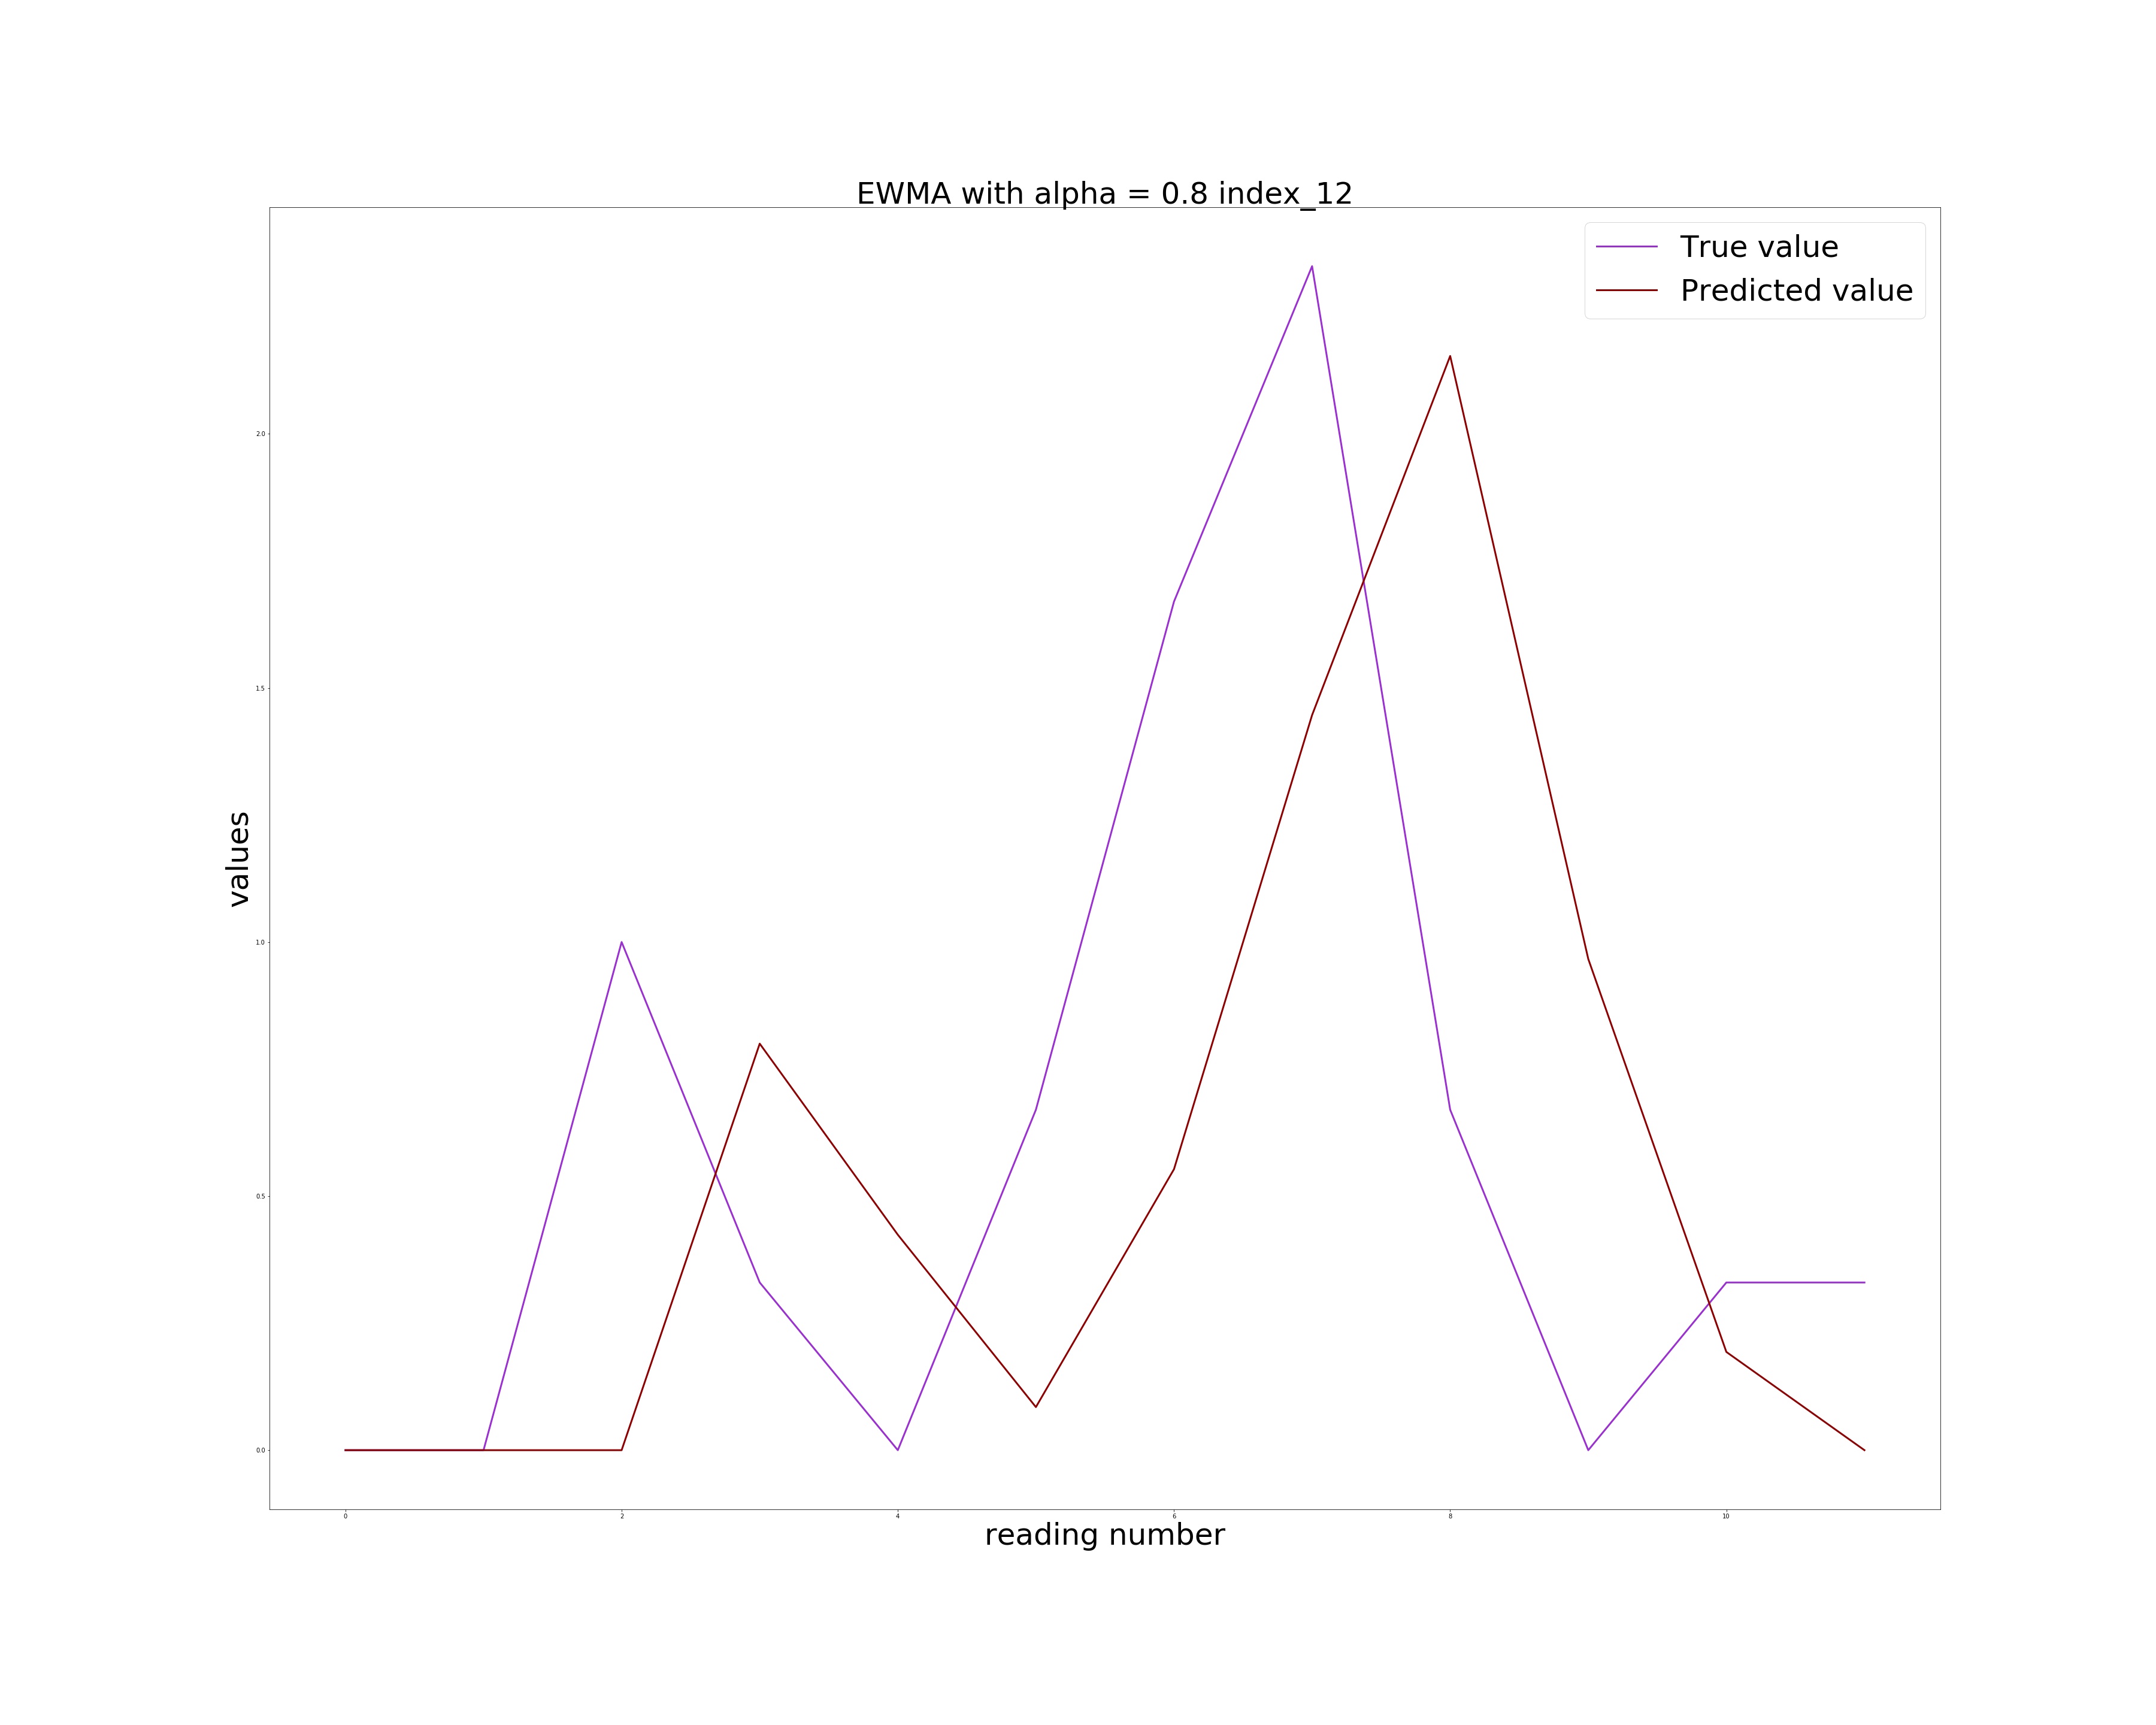 EWMA with alpha = 0.8 index_12
True value
Predicted value
values
2.0
1.5
1.0
0.5
0.0
0 2 4 6 8 10
reading number